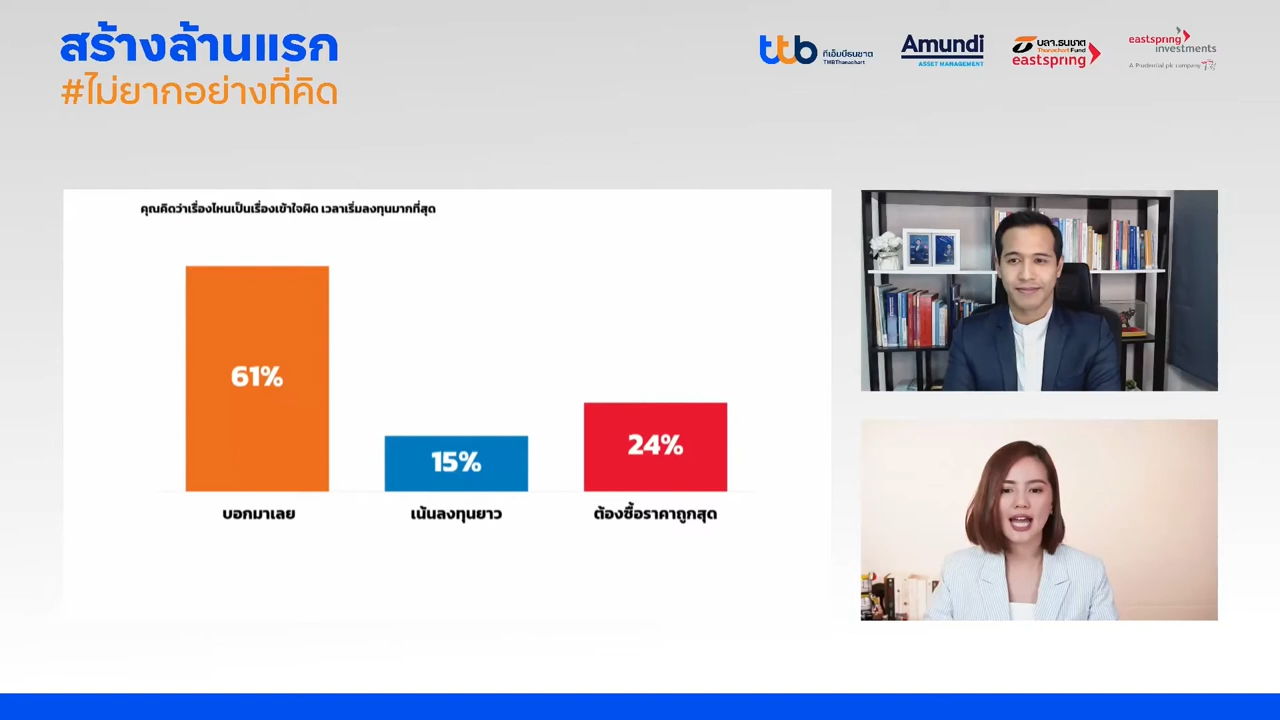 สร้างล้านแรก
#ไม่ยากอย่างที่คิด
ttb
ทีเอ็มบีธนชาต
TMBThanachart
Amundi
ASSET MANAGEMENT
บลจ.ธนชาต
Thanachart Fund
eastspring
eastspring
investments
A Prudential plc company
คุณคิดว่าเรื่องไหนเป็นเรื่องเข้าใจผิด เวลาเริ่มลงทุนมากที่สุด
61%
15%
24%
บอกมาเลย
เน้นลงทุนยาว
ต้องซื้อราคาถูกสุด